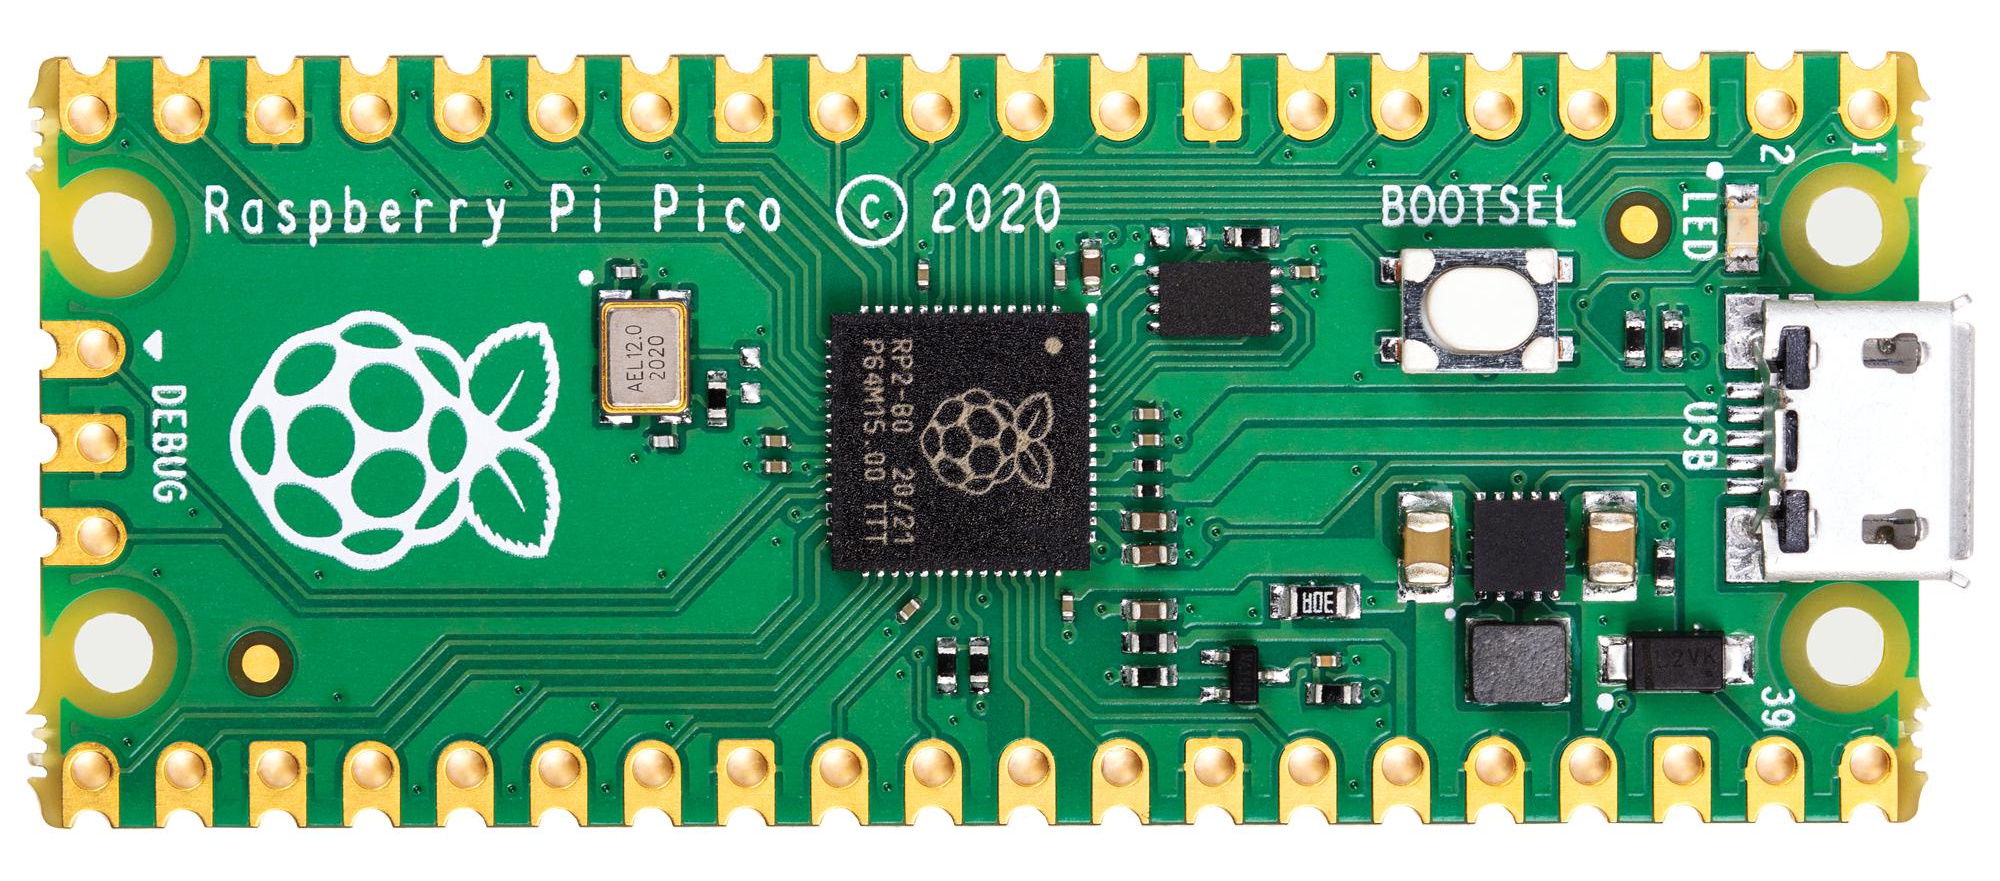 2
1
Raspberry Pi Pico © 2020
BOOTSEL
LED
AEL12.0
2020
RP2-B0 20/21
P64M15.00 TTT
DEBUG
USB
30R
39